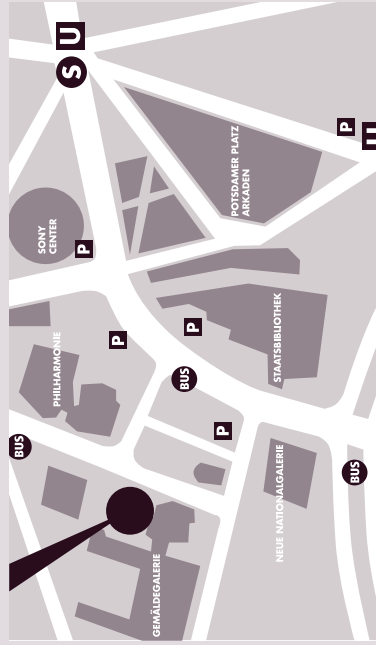 U
S
P
U
POTSDAMER PLATZ
ARKADEN
SONY
CENTER
P
P
P
STAATSBIBLIOTHEK
PHILHARMONIE
BUS
P
BUS
BUS
NEUE NATIONALGALERIE
GEMÄLDEGALERIE